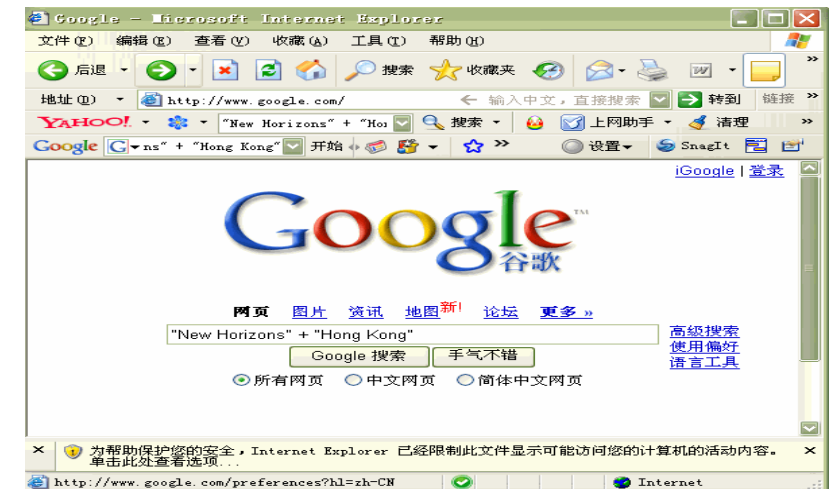 Google - Microsoft Internet Explorer
文件(F) 编辑(E) 查看(V) 收藏(A) 工具(T) 帮助(H)
后退 搜索 收藏夹 »
地址(D) http://www.google.com/ 输入中文，直接搜索 转到 链接 »
YAHOO! "New Horizons" + "Ho 搜索 上网助手 清理 »
Google G ns" + "Hong Kong" 开始 » 设置 SnagIt
iGoogle | 登录
Google™
谷歌
网页 图片 资讯 地图新! 论坛 更多 »
"New Horizons" + "Hong Kong" 高级搜索
使用偏好
Google 搜索 手气不错 语言工具
所有网页 中文网页 简体中文网页
× 为帮助保护您的安全，Internet Explorer 已经限制此文件显示可能访问您的计算机的活动内容。 ×
单击此处查看选项...
http://www.google.com/preferences?hl=zh-CN Internet